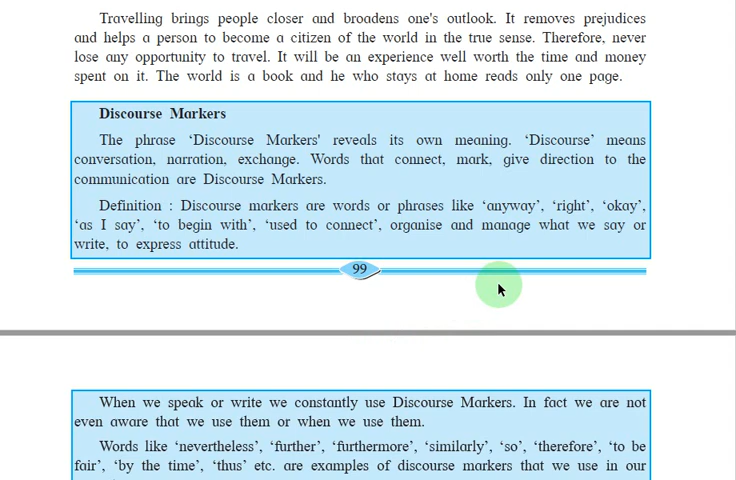 Travelling brings people closer and broadens one's outlook. It removes prejudices
and helps a person to become a citizen of the world in the true sense. Therefore, never
lose any opportunity to travel. It will be an experience well worth the time and money
spent on it. The world is a book and he who stays at home reads only one page.
Discourse Markers
The phrase ‘Discourse Markers' reveals its own meaning. ‘Discourse’ means
conversation, narration, exchange. Words that connect, mark, give direction to the
communication are Discourse Markers.
Definition : Discourse markers are words or phrases like ‘anyway’, ‘right’, ‘okay’,
‘as I say’, ‘to begin with’, ‘used to connect’, organise and manage what we say or
write, to express attitude.
99
When we speak or write we constantly use Discourse Markers. In fact we are not
even aware that we use them or when we use them.
Words like ‘nevertheless’, ‘further’, ‘furthermore’, ‘similarly’, ‘so’, ‘therefore’, ‘to be
fair’, ‘by the time’, ‘thus’ etc. are examples of discourse markers that we use in our